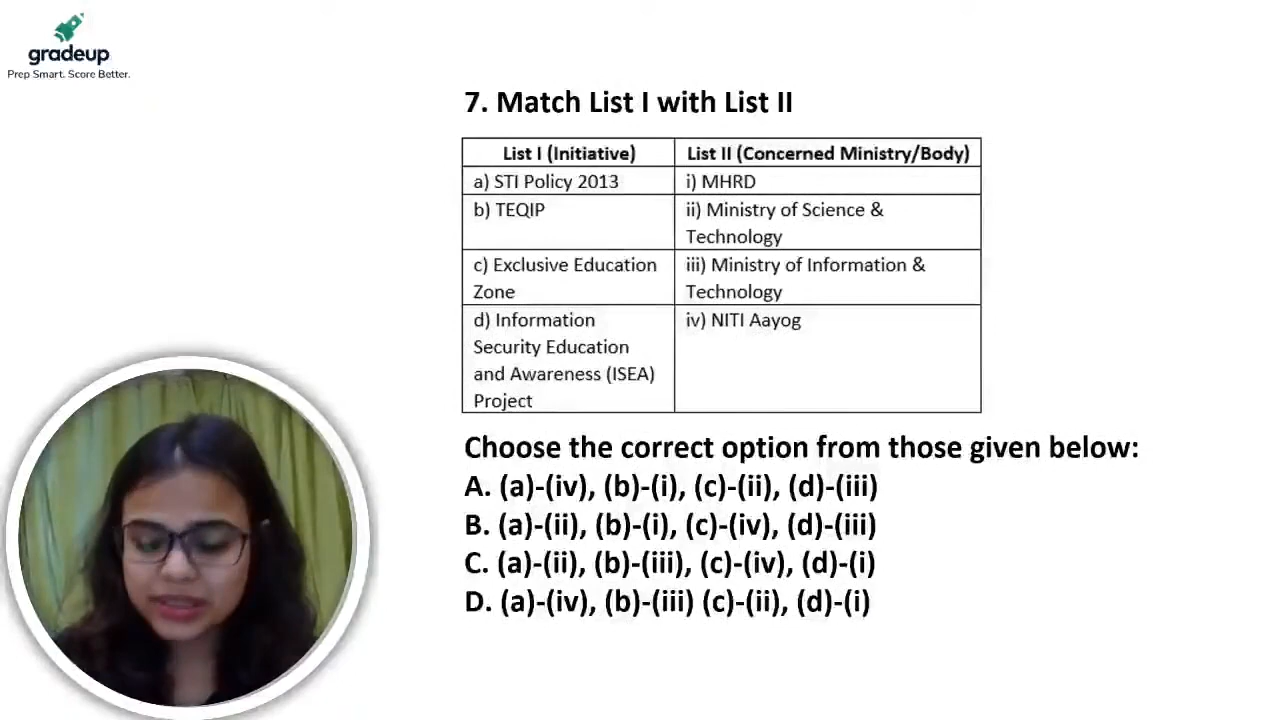 gradeup
Prep Smart. Score Better.
7. Match List I with List II
List I (Initiative) List II (Concerned Ministry/Body)
a) STI Policy 2013 i) MHRD
b) TEQIP ii) Ministry of Science &
Technology
c) Exclusive Education iii) Ministry of Information &
Zone Technology
d) Information iv) NITI Aayog
Security Education
and Awareness (ISEA)
Project
Choose the correct option from those given below:
A. (a)-(iv), (b)-(i), (c)-(ii), (d)-(iii)
B. (a)-(ii), (b)-(i), (c)-(iv), (d)-(iii)
C. (a)-(ii), (b)-(iii), (c)-(iv), (d)-(i)
D. (a)-(iv), (b)-(iii) (c)-(ii), (d)-(i)